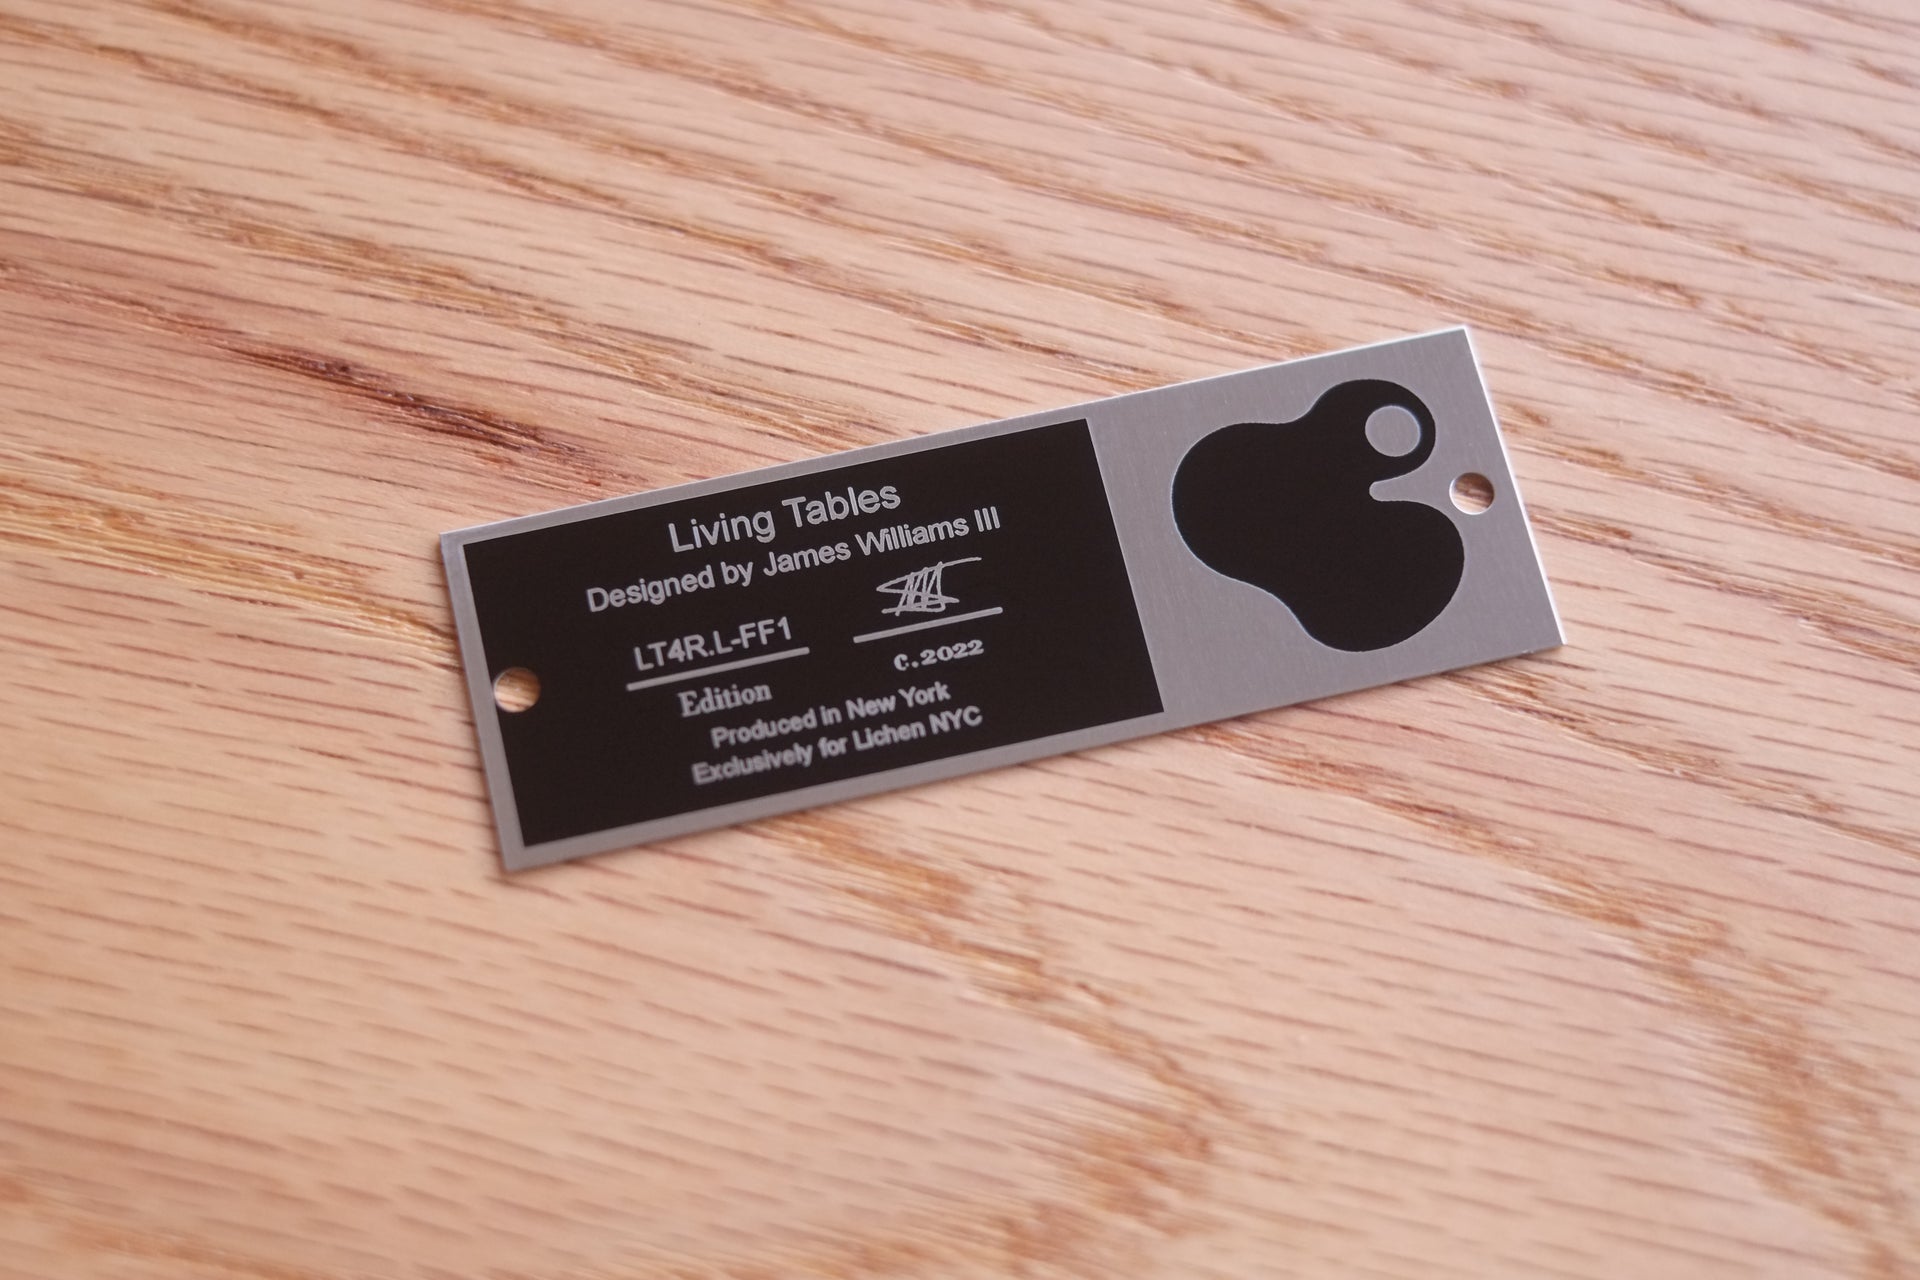 Living Tables
Designed by James Williams III
LT4R.L-FF1
Edition
c.2022
Produced in New York
Exclusively for Lichen NYC